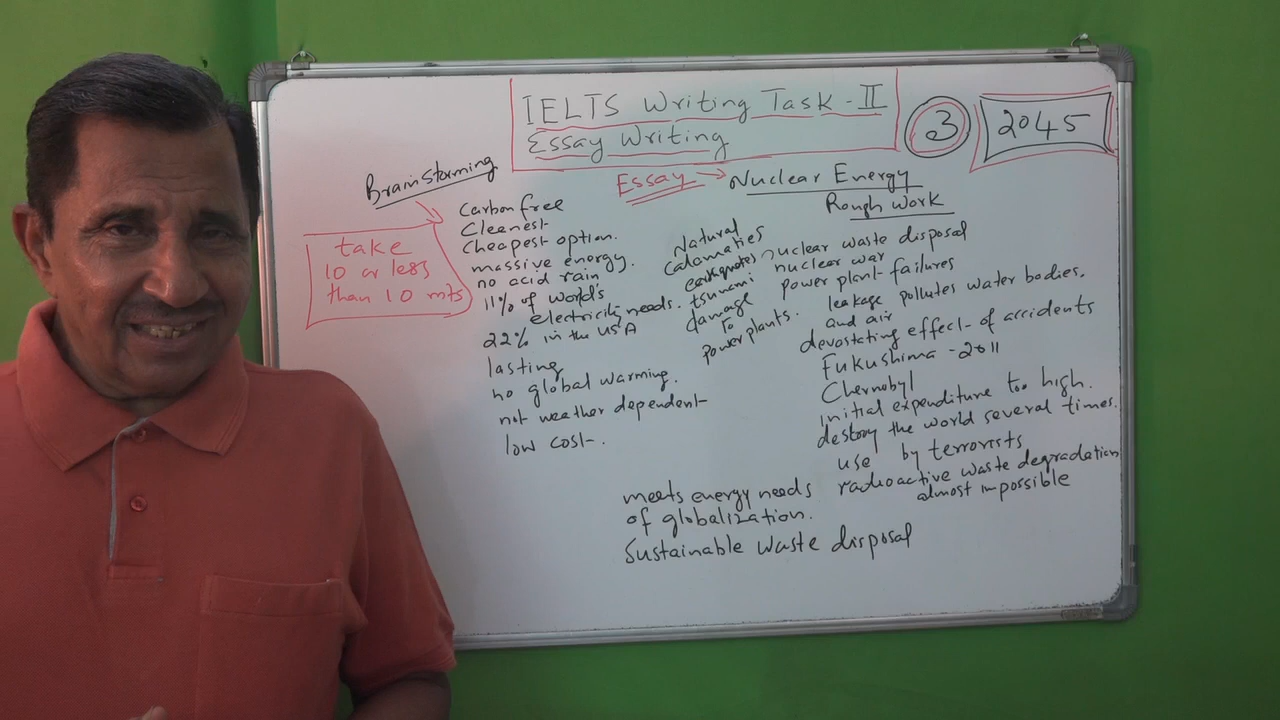 IELTS Writing Task - II
Essay Writing
3
2045
Brainstorming
Essay → Nuclear Energy
Rough Work
take
10 or less
than 10 mts
Carbon free
Cleanest
Cheapest option.
massive energy.
no acid rain
11% of world's
electricity needs.
22% in the USA
lasting
no global warming.
not weather dependent
low cost.
Natural
calamaties
earthquakes
tsunami
damage
to
power plants.
nuclear waste disposal
nuclear war
power plant failures
leakage pollutes water bodies.
and air
devostating effect of accidents
Fukushima - 2011
Chernobyl
initial expenditure too high.
destroy the world several times.
use by terrorists
radioactive waste degradation
almost impossible
meets energy needs
of globalization.
Sustainable waste disposal